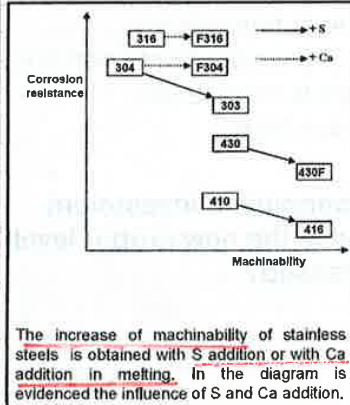 316
F316
+ S
304
F304
+ Ca
Corrosion
resistance
303
430
430F
410
416
Machinability
The increase of machinability of stainless
steels is obtained with S addition or with Ca
addition in melting. In the diagram is
evidenced the influence of S and Ca addition.